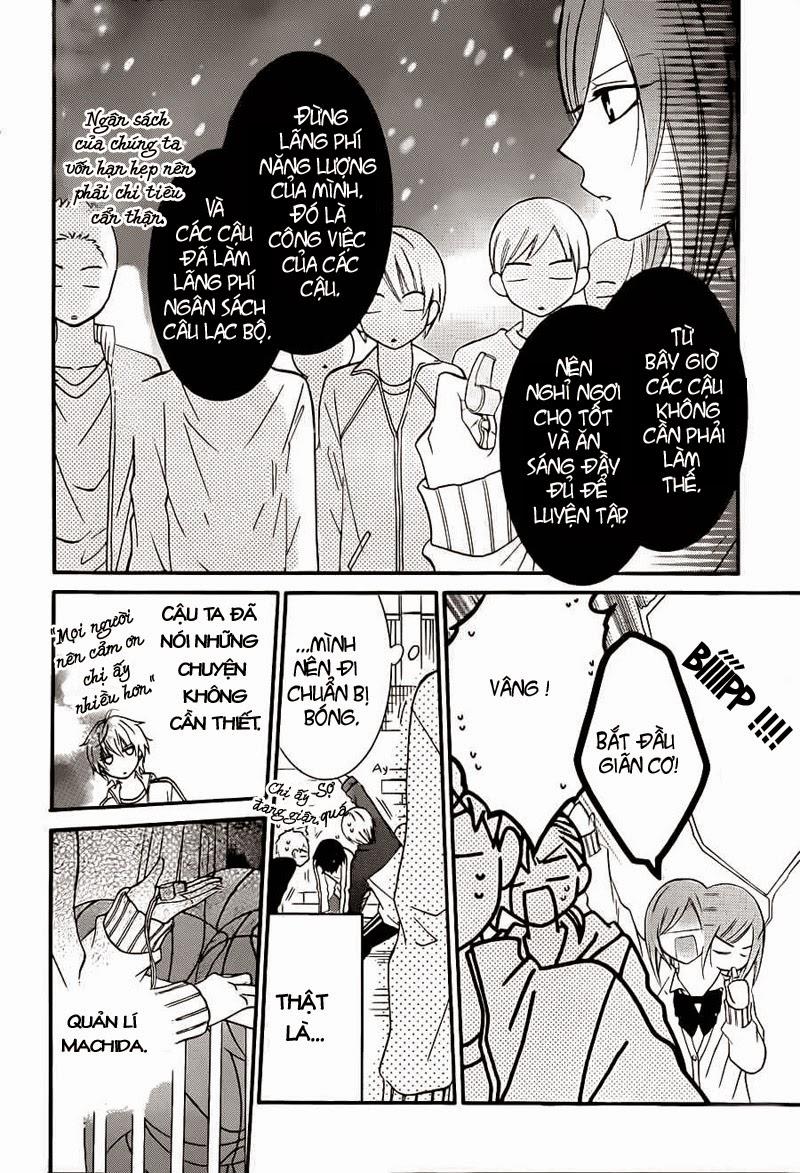 TỪ
BÂY GIỜ
CÁC CẬU
KHÔNG
CẦN PHẢI
LÀM
THẾ.
NÊN
NGHỈ NGƠI
CHO TỐT
VÀ ĂN
SÁNG ĐẦY
ĐỦ ĐỂ
LUYỆN TẬP.
ĐỪNG
LÃNG PHÍ
NĂNG LƯỢNG
CỦA MÌNH.
ĐÓ LÀ
CÔNG VIỆC
CỦA CÁC
CẬU.
VÀ
CÁC CẬU
ĐÃ LÀM
LÃNG PHÍ
NGÂN SÁCH
CÂU LẠC BỘ.
Ngân sách
của chúng ta
vốn hạn hẹp nên
phải chi tiêu
cẩn thận.
BIIIIPP !!!!
BẮT ĐẦU
GIÃN CƠ!
VÂNG !
...MÌNH
NÊN ĐI
CHUẨN BỊ
BÓNG.
Ay
Sợ
Chị ấy
đang giận quá
THẬT
LÀ...
CẬU TA ĐÃ
NÓI NHỮNG
CHUYỆN
KHÔNG
CẦN THIẾT.
"Mọi người
nên cảm ơn
chị ấy
nhiều hơn."
QUẢN LÍ
MACHIDA.